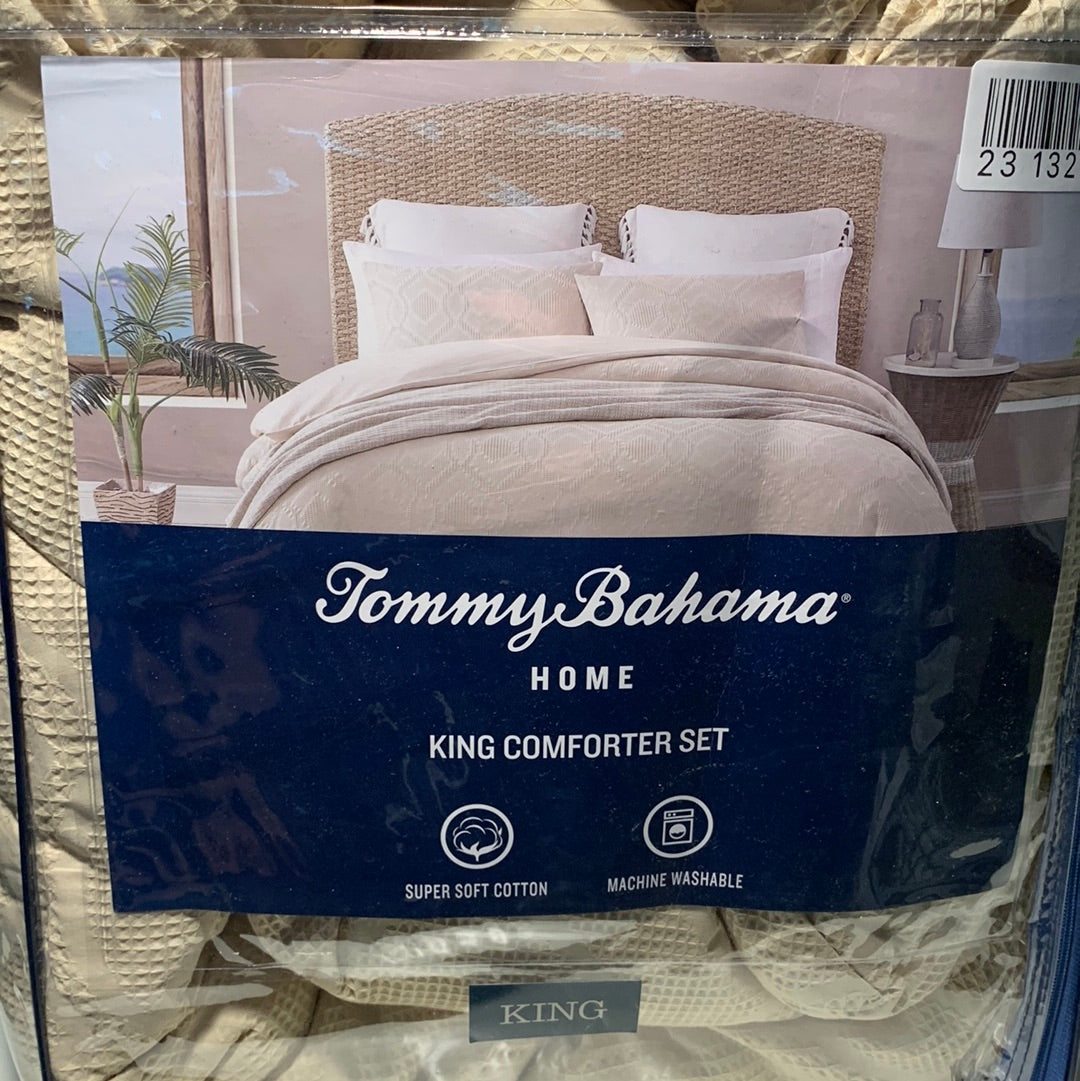 23 132
Tommy Bahama®
HOME
KING COMFORTER SET
SUPER SOFT COTTON
MACHINE WASHABLE
KING